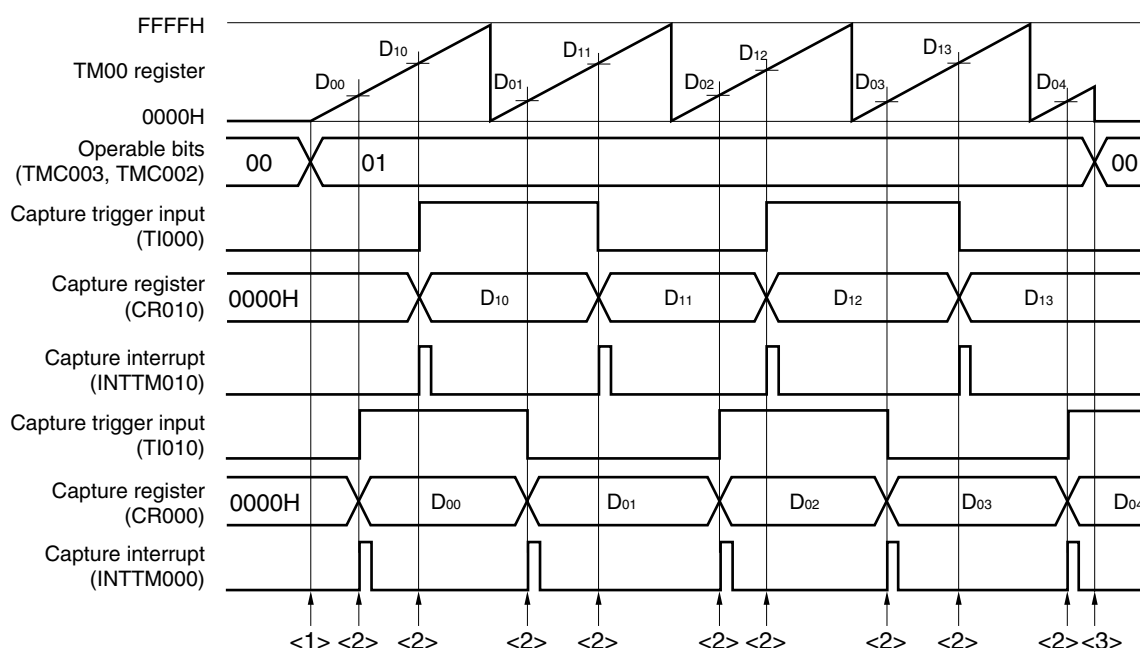 FFFFH
TM00 register
0000H
D00 D10 D01 D11 D02 D12 D03 D13 D04
Operable bits
(TMC003, TMC002)
00 01 00
Capture trigger input
(TI000)
Capture register
(CR010)
0000H D10 D11 D12 D13
Capture interrupt
(INTTM010)
Capture trigger input
(TI010)
Capture register
(CR000)
0000H D00 D01 D02 D03 D04
Capture interrupt
(INTTM000)
<1> <2> <2> <2> <2> <2> <2> <2> <2> <2> <3>